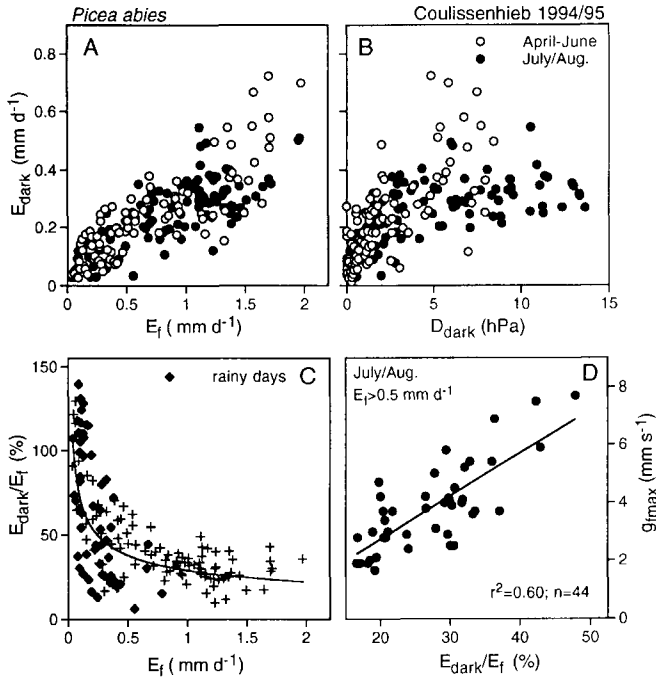 Picea abies
Coulissenhieb 1994/95
A
B
April-June
July/Aug.
0.8
0.6
0.4
0.2
0
E_dark (mm d-1)
0 0.5 1 1.5 2
E_f ( mm d-1)
0 5 10 15
D_dark (hPa)
150
100
50
0
E_dark/E_f (%)
rainy days C
0 0.5 1 1.5 2
E_f ( mm d-1)
July/Aug. D
E_f>0.5 mm d-1
8
6
4
2
0
g_fmax (mm s-1)
r2=0.60; n=44
20 30 40 50
E_dark/E_f (%)